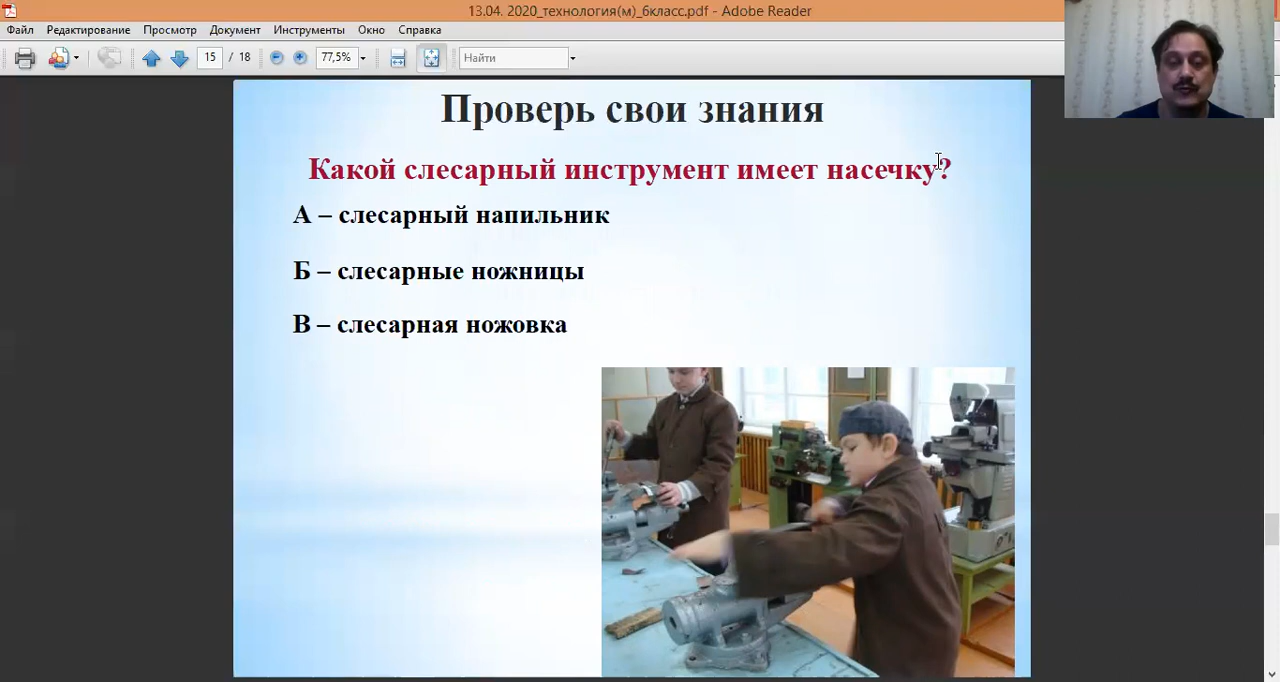 13.04. 2020_технология(м)_6класс.pdf - Adobe Reader
Файл Редактирование Просмотр Документ Инструменты Окно Справка
15 / 18 77,5% Найти
Проверь свои знания
Какой слесарный инструмент имеет насечку?
А – слесарный напильник
Б – слесарные ножницы
В – слесарная ножовка